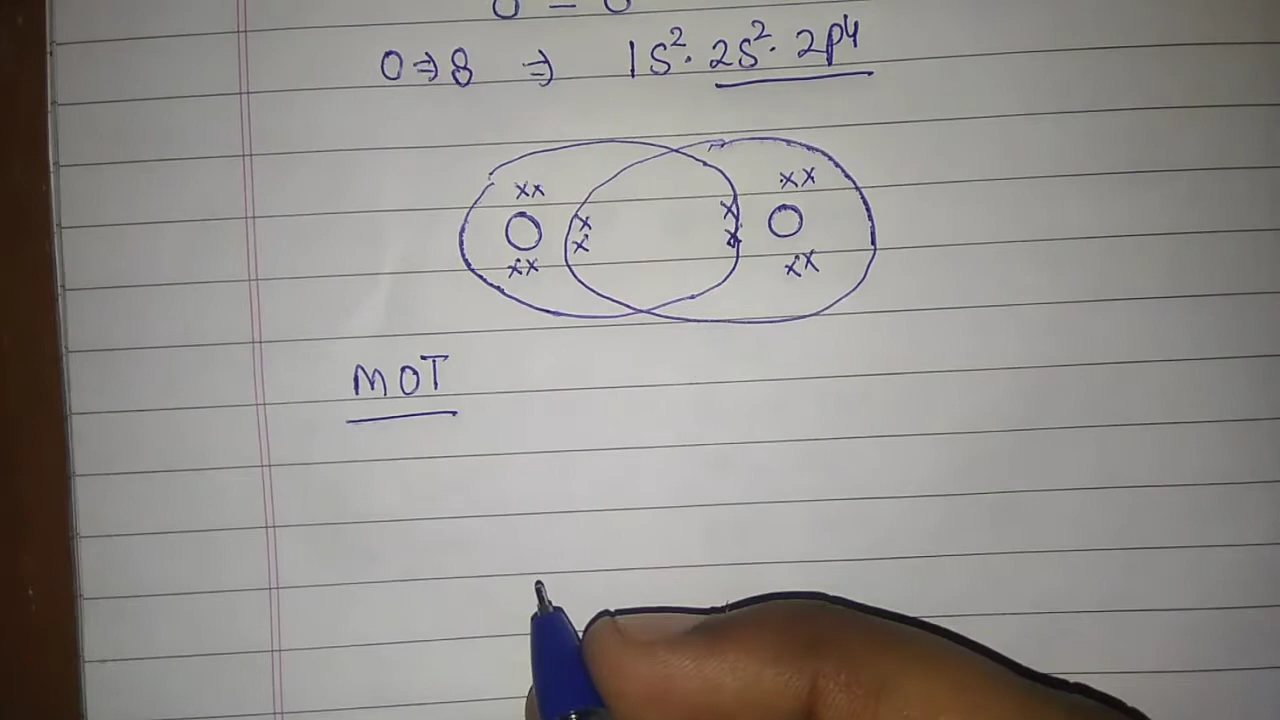 O ⇒ 8 ⇒ 1S². 2S². 2P⁴
xx xx
O x x x x O
xx xx
MOT